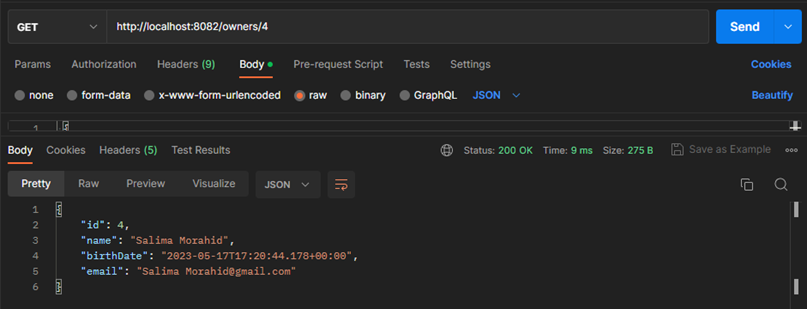 GET http://localhost:8082/owners/4 Send
Params Authorization Headers (9) Body Pre-request Script Tests Settings Cookies
none form-data x-www-form-urlencoded raw binary GraphQL JSON Beautify
1 {
Body Cookies Headers (5) Test Results Status: 200 OK Time: 9 ms Size: 275 B Save as Example
Pretty Raw Preview Visualize JSON
1 {
2 "id": 4,
3 "name": "Salima Morahid",
4 "birthDate": "2023-05-17T17:20:44.178+00:00",
5 "email": "Salima Morahid@gmail.com"
6 }